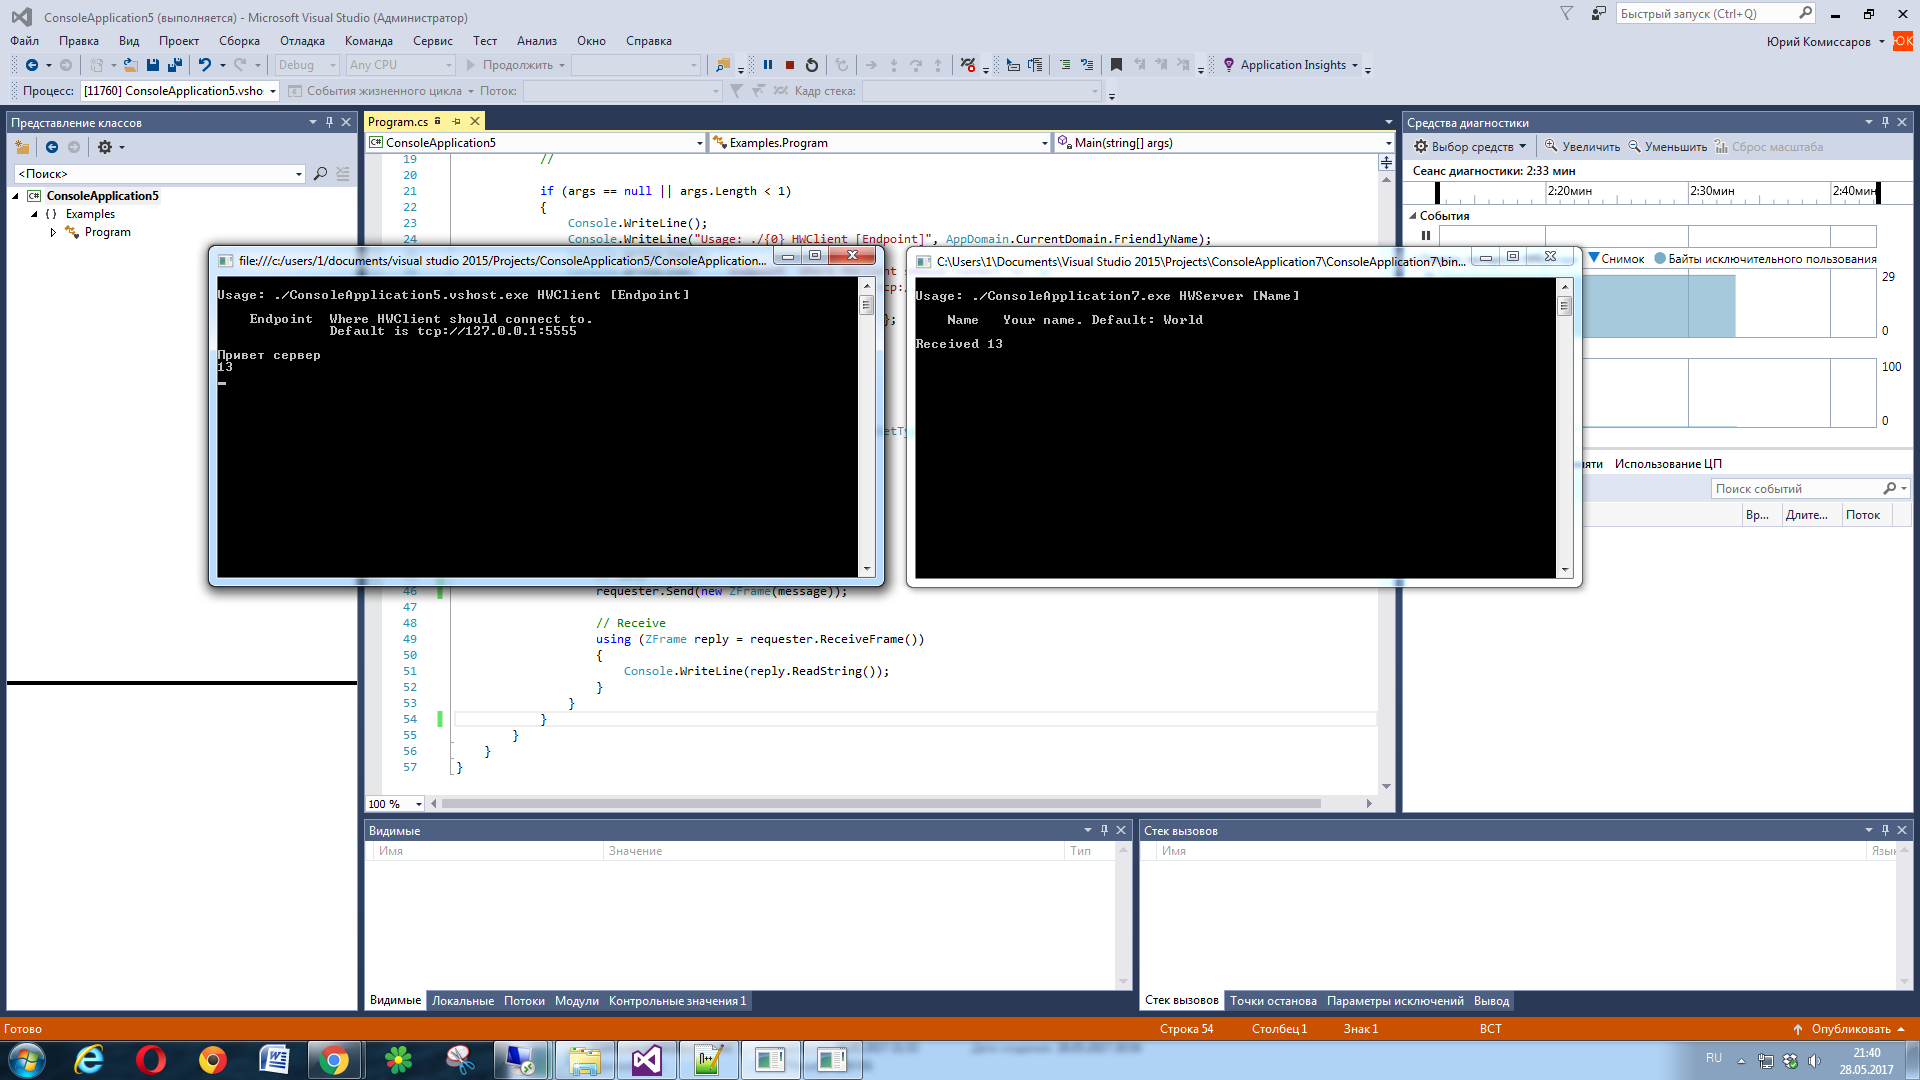 ConsoleApplication5 (выполняется) - Microsoft Visual Studio (Администратор)
Быстрый запуск (Ctrl+Q)
Файл Правка Вид Проект Сборка Отладка Команда Сервис Тест Анализ Окно Справка
Юрий Комиссаров ЮК
Debug Any CPU Продолжить Application Insights
Процесс: [11760] ConsoleApplication5.vsho События жизненного цикла Поток: Кадр стека:
Представление классов
<Поиск>
ConsoleApplication5
Examples
Program
Program.cs
ConsoleApplication5 Examples.Program Main(string[] args)
19 //
20
21 if (args == null || args.Length < 1)
22 {
23 Console.WriteLine();
24 Console.WriteLine("Usage: ./{0} HWClient [Endpoint]", AppDomain.CurrentDomain.FriendlyName);
file:///c:/users/1/documents/visual studio 2015/Projects/ConsoleApplication5/ConsoleApplication...
Usage: ./ConsoleApplication5.vshost.exe HWClient [Endpoint]
Endpoint Where HWClient should connect to.
Default is tcp://127.0.0.1:5555
Привет сервер
13
C:\Users\1\Documents\Visual Studio 2015\Projects\ConsoleApplication7\ConsoleApplication7\bin...
Usage: ./ConsoleApplication7.exe HWServer [Name]
Name Your name. Default: World
Received 13
46 requester.Send(new ZFrame(message));
47
48 // Receive
49 using (ZFrame reply = requester.ReceiveFrame())
50 {
51 Console.WriteLine(reply.ReadString());
52 }
53 }
54 }
55 }
56 }
57 }
100 %
Средства диагностики
Выбор средств Увеличить Уменьшить Сброс масштаба
Сеанс диагностики: 2:33 мин
2:20мин 2:30мин 2:40мин
События
Снимок Байты исключительного пользования
29
0
100
0
яти Использование ЦП
Поиск событий
Вр... Длите... Поток
Видимые
Имя Значение Тип
Видимые Локальные Потоки Модули Контрольные значения 1
Стек вызовов
Имя Язык
Стек вызовов Точки останова Параметры исключений Вывод
Готово Строка 54 Столбец 1 Знак 1 ВСТ Опубликовать
RU 21:40
28.05.2017